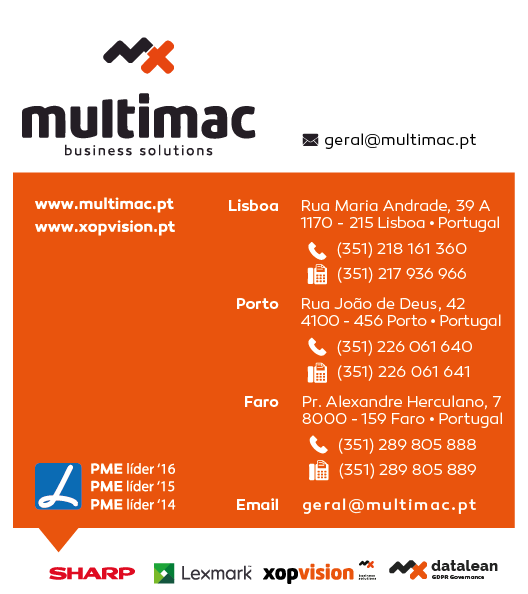 multimac
business solutions
geral@multimac.pt
www.multimac.pt
www.xopvision.pt
Lisboa
Rua Maria Andrade, 39 A
1170 - 215 Lisboa • Portugal
(351) 218 161 360
(351) 217 936 966
Porto
Rua João de Deus, 42
4100 - 456 Porto • Portugal
(351) 226 061 640
(351) 226 061 641
Faro
Pr. Alexandre Herculano, 7
8000 - 159 Faro • Portugal
(351) 289 805 888
(351) 289 805 889
PME líder ‘16
PME líder ‘15
PME líder ‘14
Email
geral@multimac.pt
SHARP
Lexmark
xopvision
business
solutions
datalean
GDPR Governance